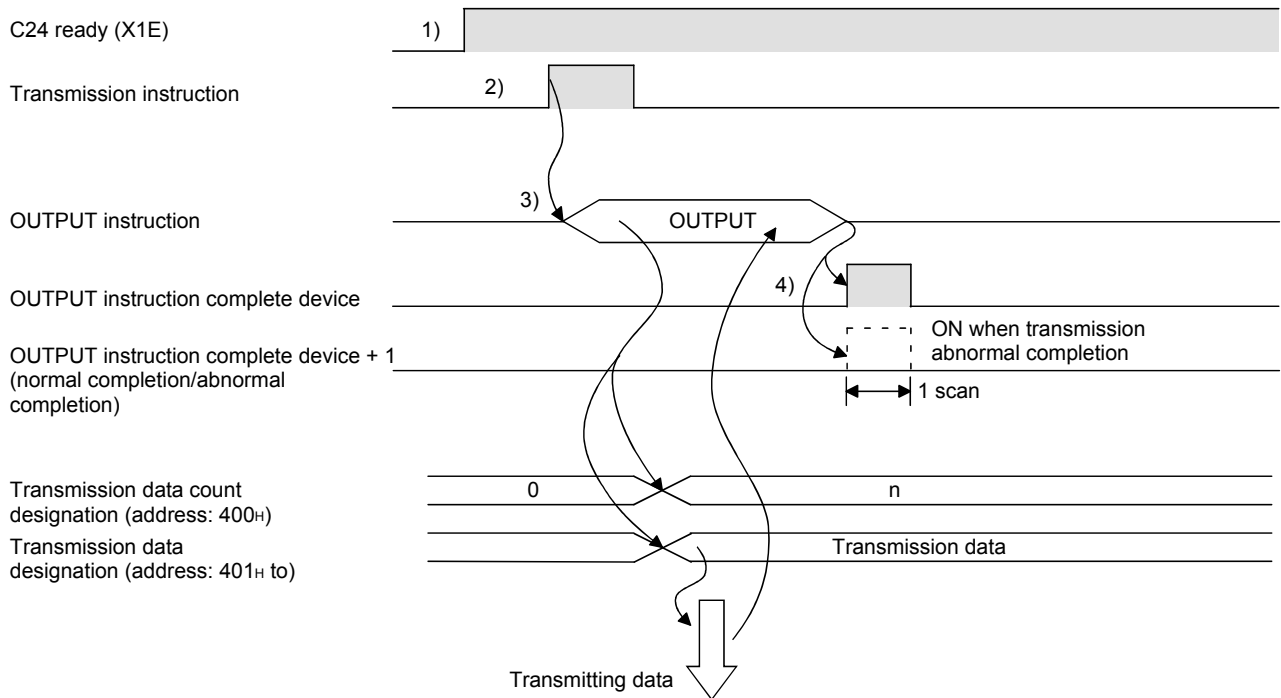 C24 ready (X1E)
1)
Transmission instruction
2)
3)
OUTPUT instruction
OUTPUT
4)
OUTPUT instruction complete device
ON when transmission
abnormal completion
OUTPUT instruction complete device + 1
(normal completion/abnormal
completion)
1 scan
Transmission data count
designation (address: 400H)
0
n
Transmission data
designation (address: 401H to)
Transmission data
Transmitting data